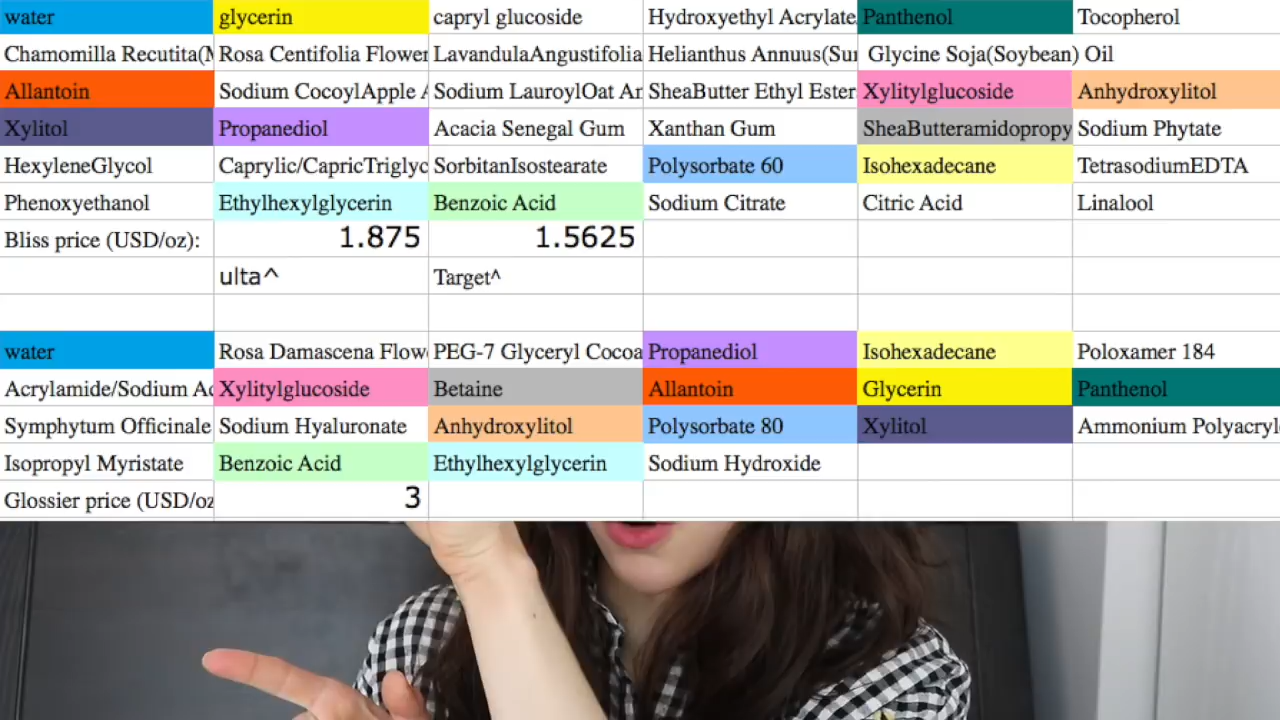 water glycerin capryl glucoside Hydroxyethyl Acrylate Panthenol Tocopherol
Chamomilla Recutita(M Rosa Centifolia Flower LavandulaAngustifolia Helianthus Annuus(Sun Glycine Soja(Soybean) Oil
Allantoin Sodium CocoylApple A Sodium LauroylOat Am SheaButter Ethyl Ester Xylitylglucoside Anhydroxylitol
Xylitol Propanediol Acacia Senegal Gum Xanthan Gum SheaButteramidopropy Sodium Phytate
HexyleneGlycol Caprylic/CapricTriglyc SorbitanIsostearate Polysorbate 60 Isohexadecane TetrasodiumEDTA
Phenoxyethanol Ethylhexylglycerin Benzoic Acid Sodium Citrate Citric Acid Linalool
Bliss price (USD/oz): 1.875 1.5625
ulta^ Target^
water Rosa Damascena Flow PEG-7 Glyceryl Cocoa Propanediol Isohexadecane Poloxamer 184
Acrylamide/Sodium Ac Xylitylglucoside Betaine Allantoin Glycerin Panthenol
Symphytum Officinale Sodium Hyaluronate Anhydroxylitol Polysorbate 80 Xylitol Ammonium Polyacryl
Isopropyl Myristate Benzoic Acid Ethylhexylglycerin Sodium Hydroxide
Glossier price (USD/oz 3